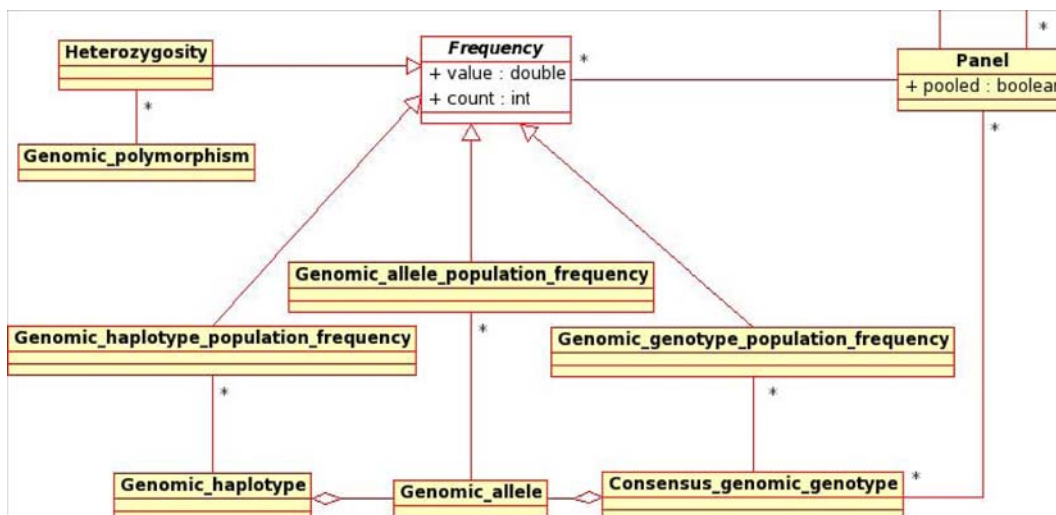 Heterozygosity
*
Genomic_polymorphism
Frequency
+ value : double
+ count : int
*
*
Panel
+ pooled : boolean
*
Genomic_allele_population_frequency
*
Genomic_haplotype_population_frequency
*
Genomic_genotype_population_frequency
*
Genomic_haplotype
Genomic_allele
Consensus_genomic_genotype
*